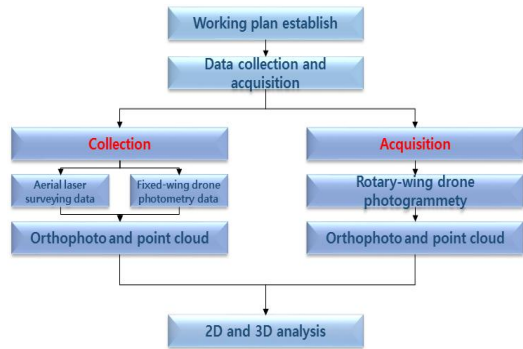 Working plan establish
Data collection and
acquisition
Collection
Acquisition
Aerial laser
surveying data
Fixed-wing drone
photometry data
Rotary-wing drone
photogrammety
Orthophoto and point cloud
Orthophoto and point cloud
2D and 3D analysis